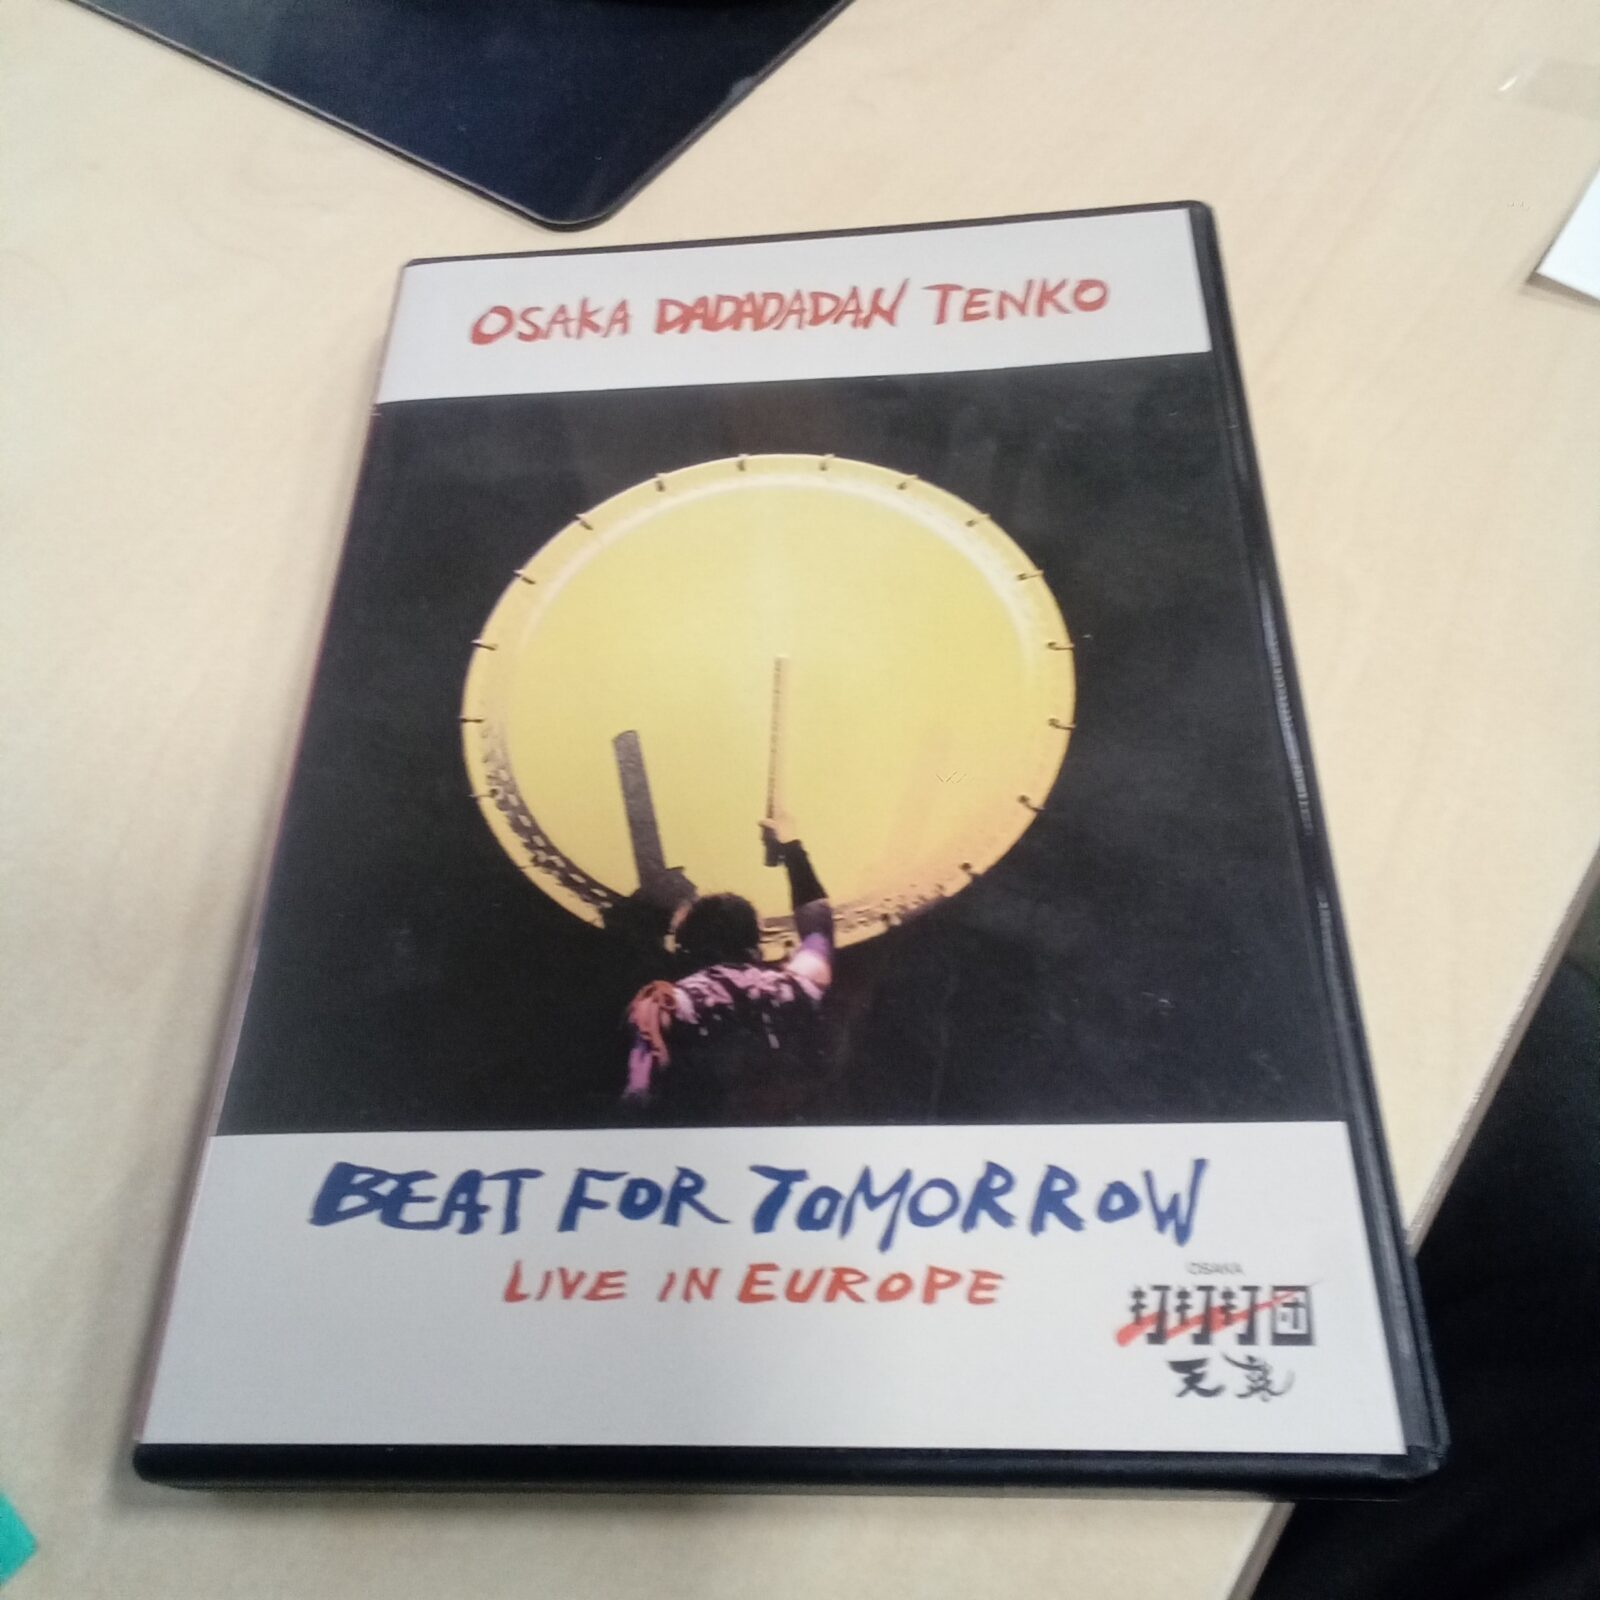 OSAKA DADADADAN TENKO
BEAT FOR TOMORROW
LIVE IN EUROPE
OSAKA
打打打団
天鼓